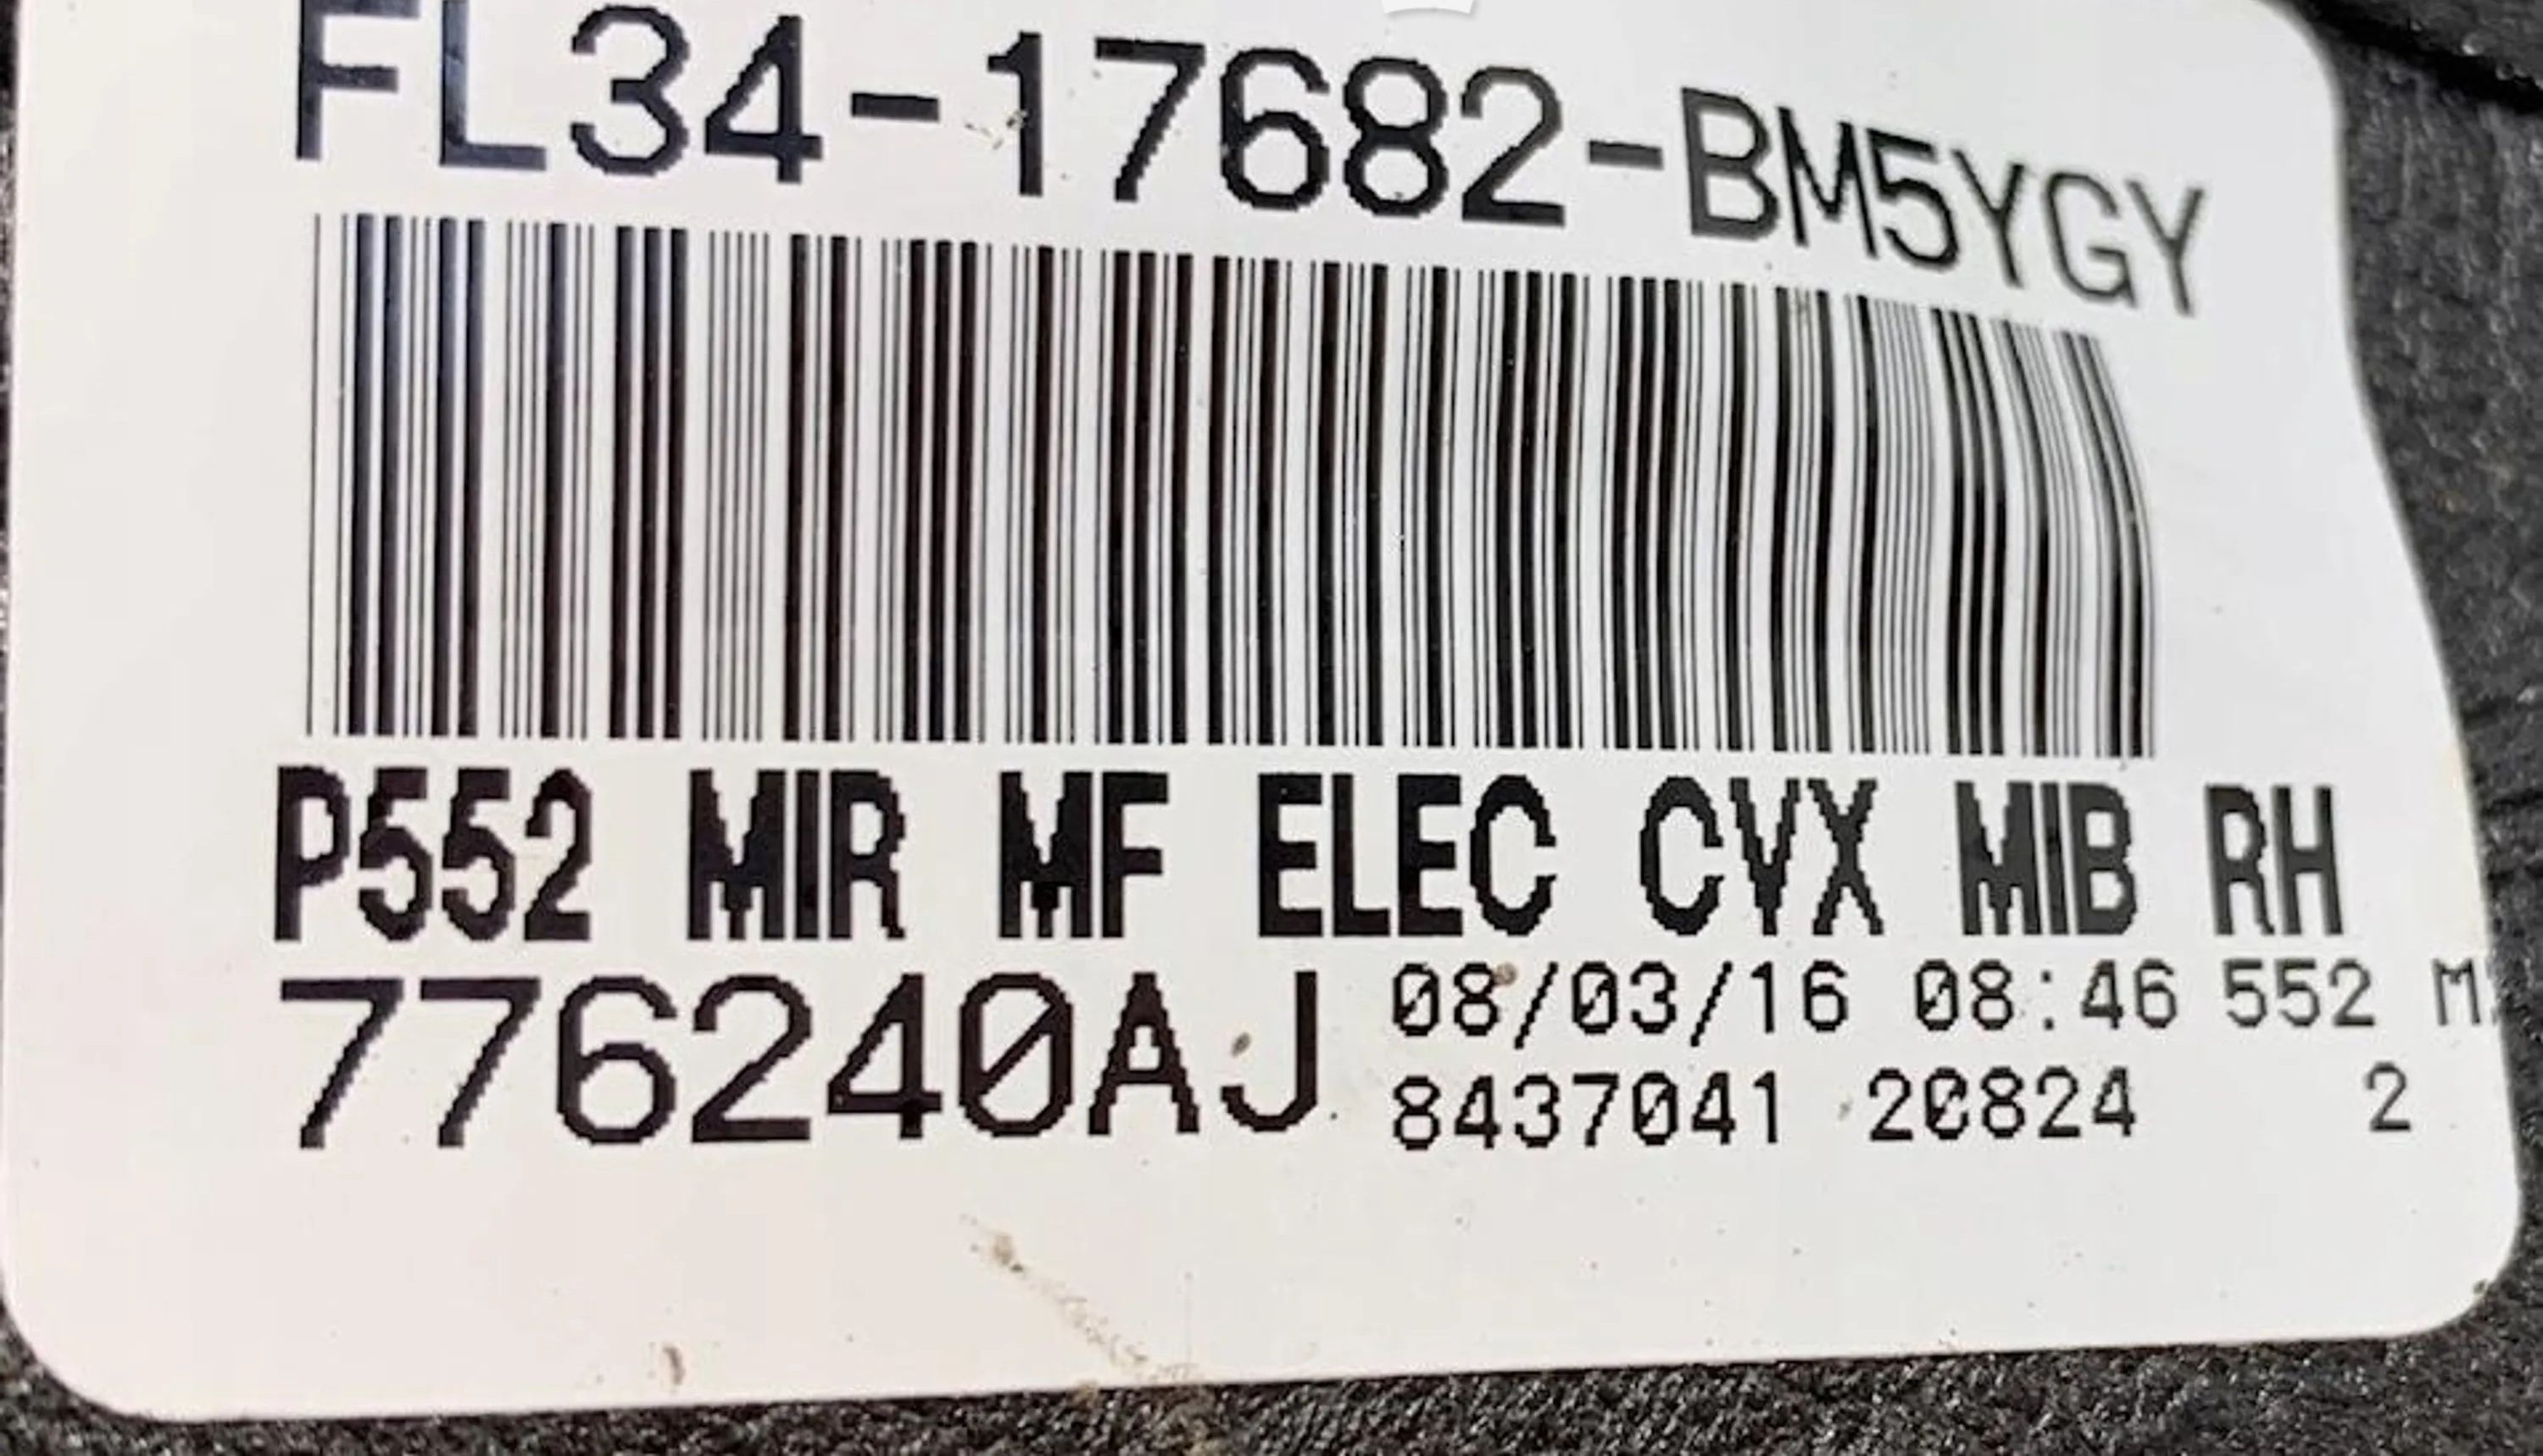 FL34-17682-BM5YGY
P552 MIR MF ELEC CVX MIB RH
776240AJ 08/03/16 08:46 552
8437041 20824 2